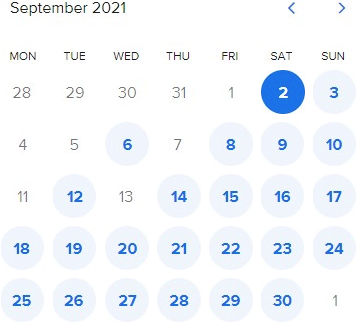 September 2021
MON TUE WED THU FRI SAT SUN
28 29 30 31 1 2 3
4 5 6 7 8 9 10
11 12 13 14 15 16 17
18 19 20 21 22 23 24
25 26 27 28 29 30 1